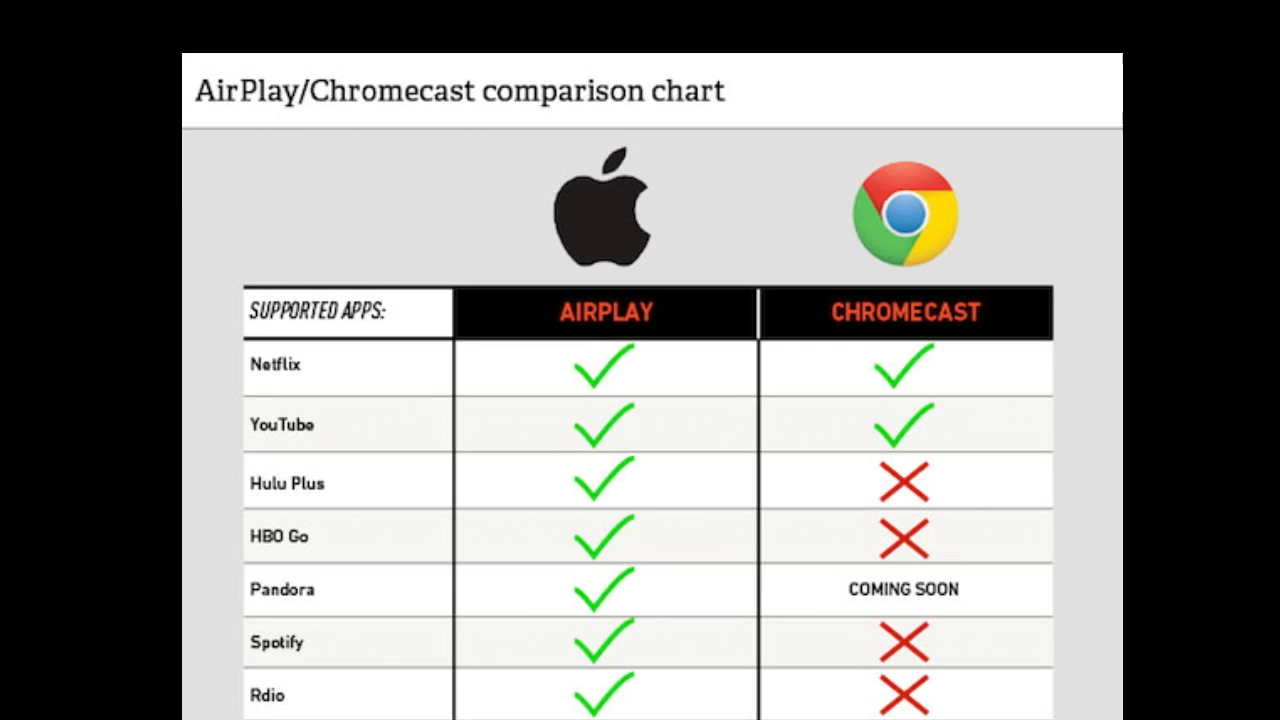 AirPlay/Chromecast comparison chart
SUPPORTED APPS: AIRPLAY CHROMECAST
Netflix
YouTube
Hulu Plus
HBO Go
Pandora COMING SOON
Spotify
Rdio